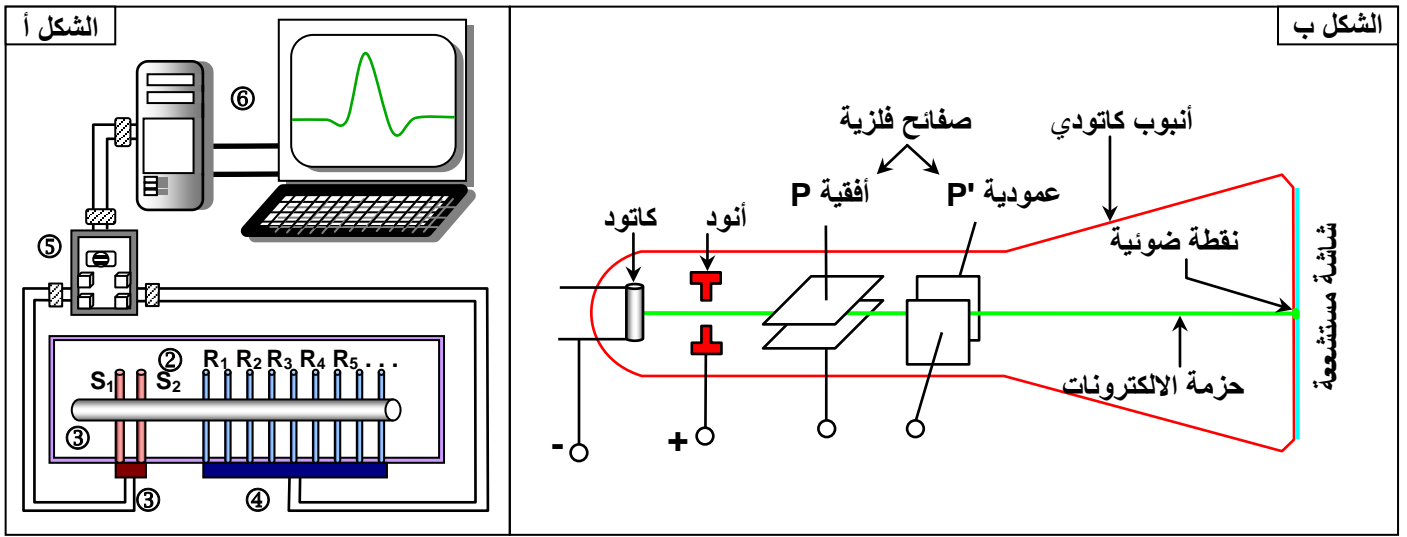 الشكل أ
⑥
⑤
②
R1 R2 R3 R4 R5 . . .
S1 S2
③
③
④
الشكل ب
صفائح فلزية
أنبوب كاتودي
أفقية P
عمودية P'
كاتود
أنود
نقطة ضوئية
شاشة مستشععة
حزمة الالكترونات
-
+